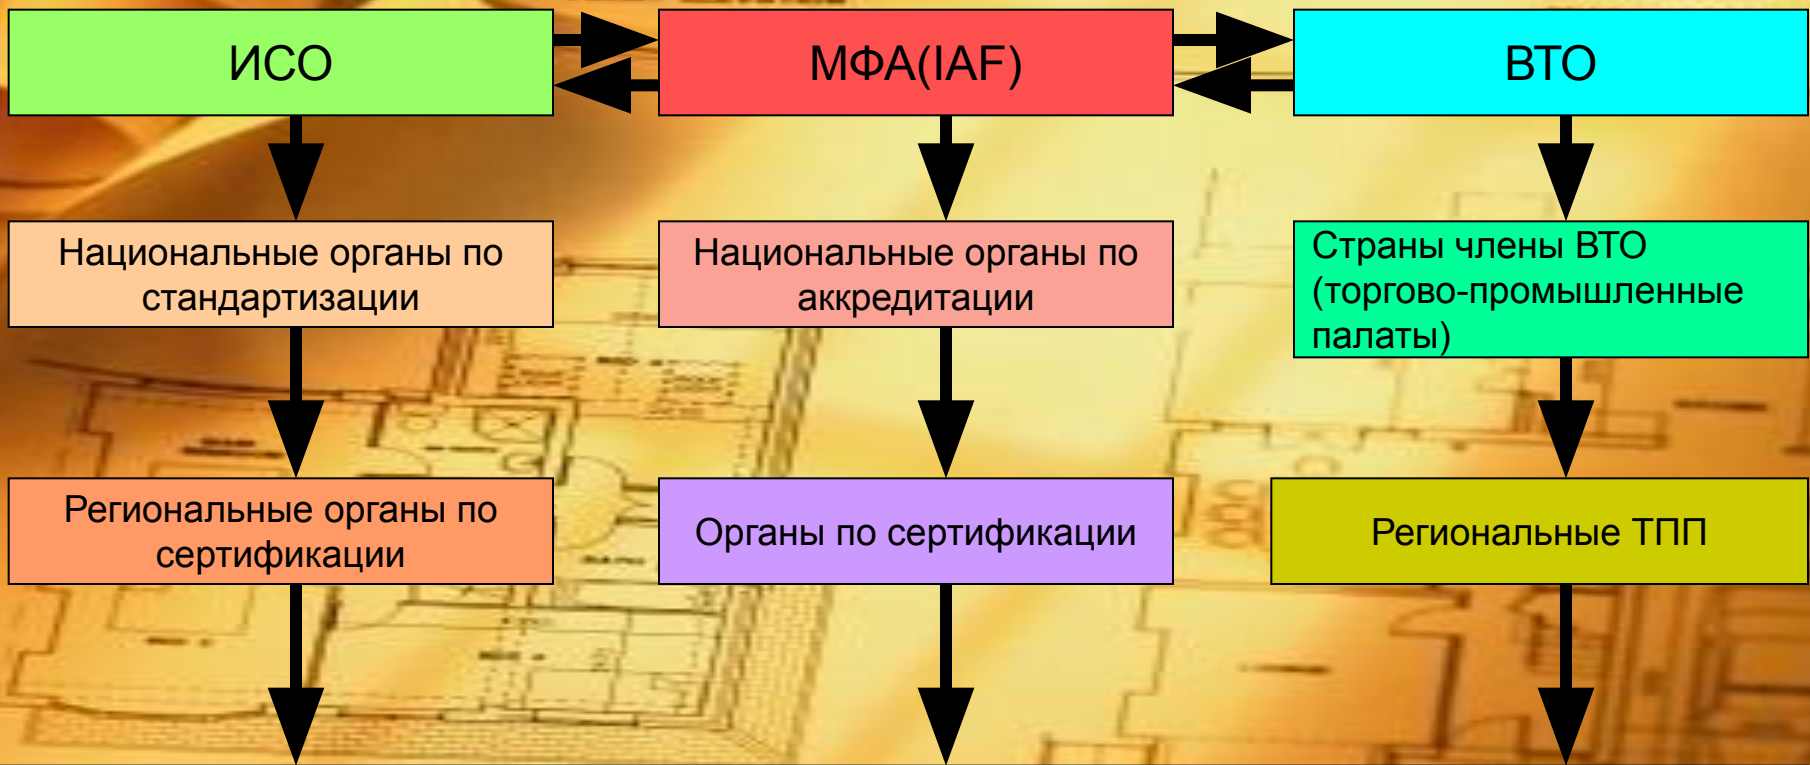 ИСО
МФА(IAF)
ВТО
Национальные органы по
стандартизации
Национальные органы по
аккредитации
Страны члены ВТО
(торгово-промышленные
палаты)
Региональные органы по
сертификации
Органы по сертификации
Региональные ТПП